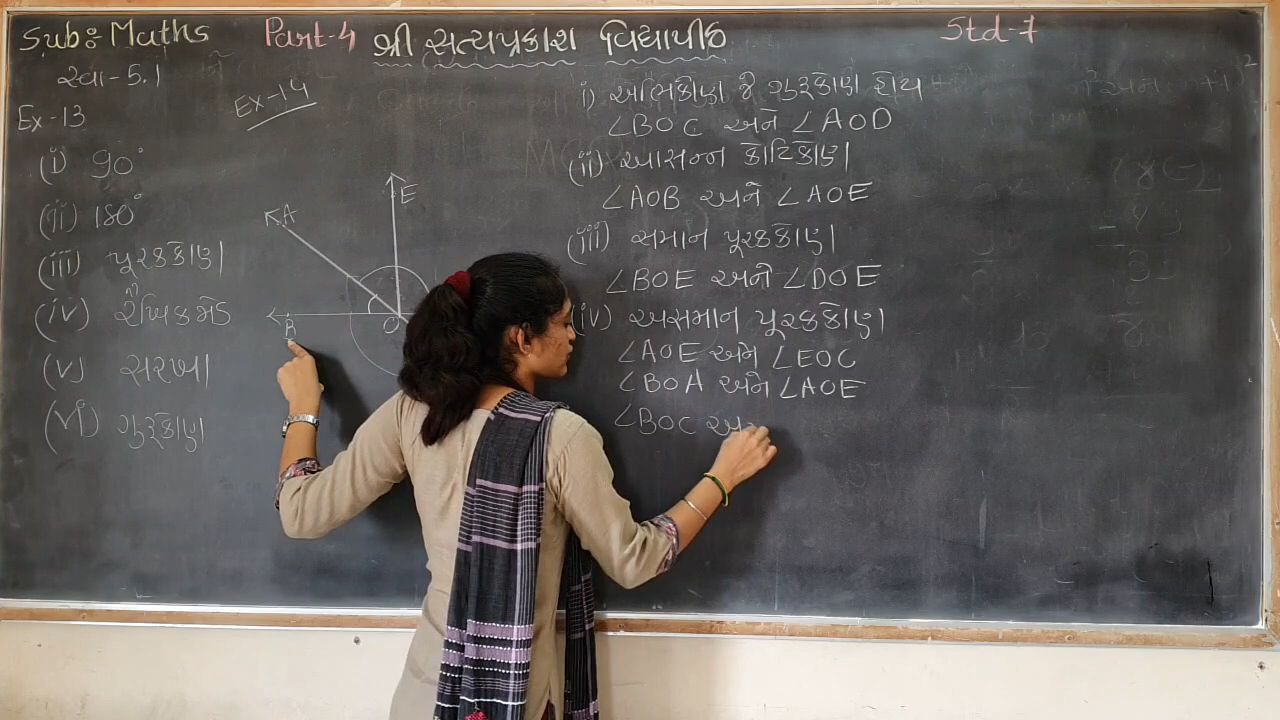 Sub: Maths
Part-4
શ્રી સત્યપ્રકાશ વિદ્યાપીઠ
Std-7
સ્વા-5.1
Ex-13
(i) 90°
(ii) 180°
(iii) પૂરકકોણ
(iv) રૈખિકજોડ
(v) સરખા
(vi) ગુરુકોણ
Ex-14
A
E
B
O
i) અભિકોણ જે ગુરુકોણ હોય
∠BOC અને ∠AOD
(ii) આસન્ન કોટિકોણ
∠AOB અને ∠AOE
(iii) સમાન પૂરકકોણ
∠BOE અને ∠DOE
(iv) અસમાન પૂરકકોણ
∠AOE અને ∠EOC
∠BOA અને ∠AOE
∠BOC